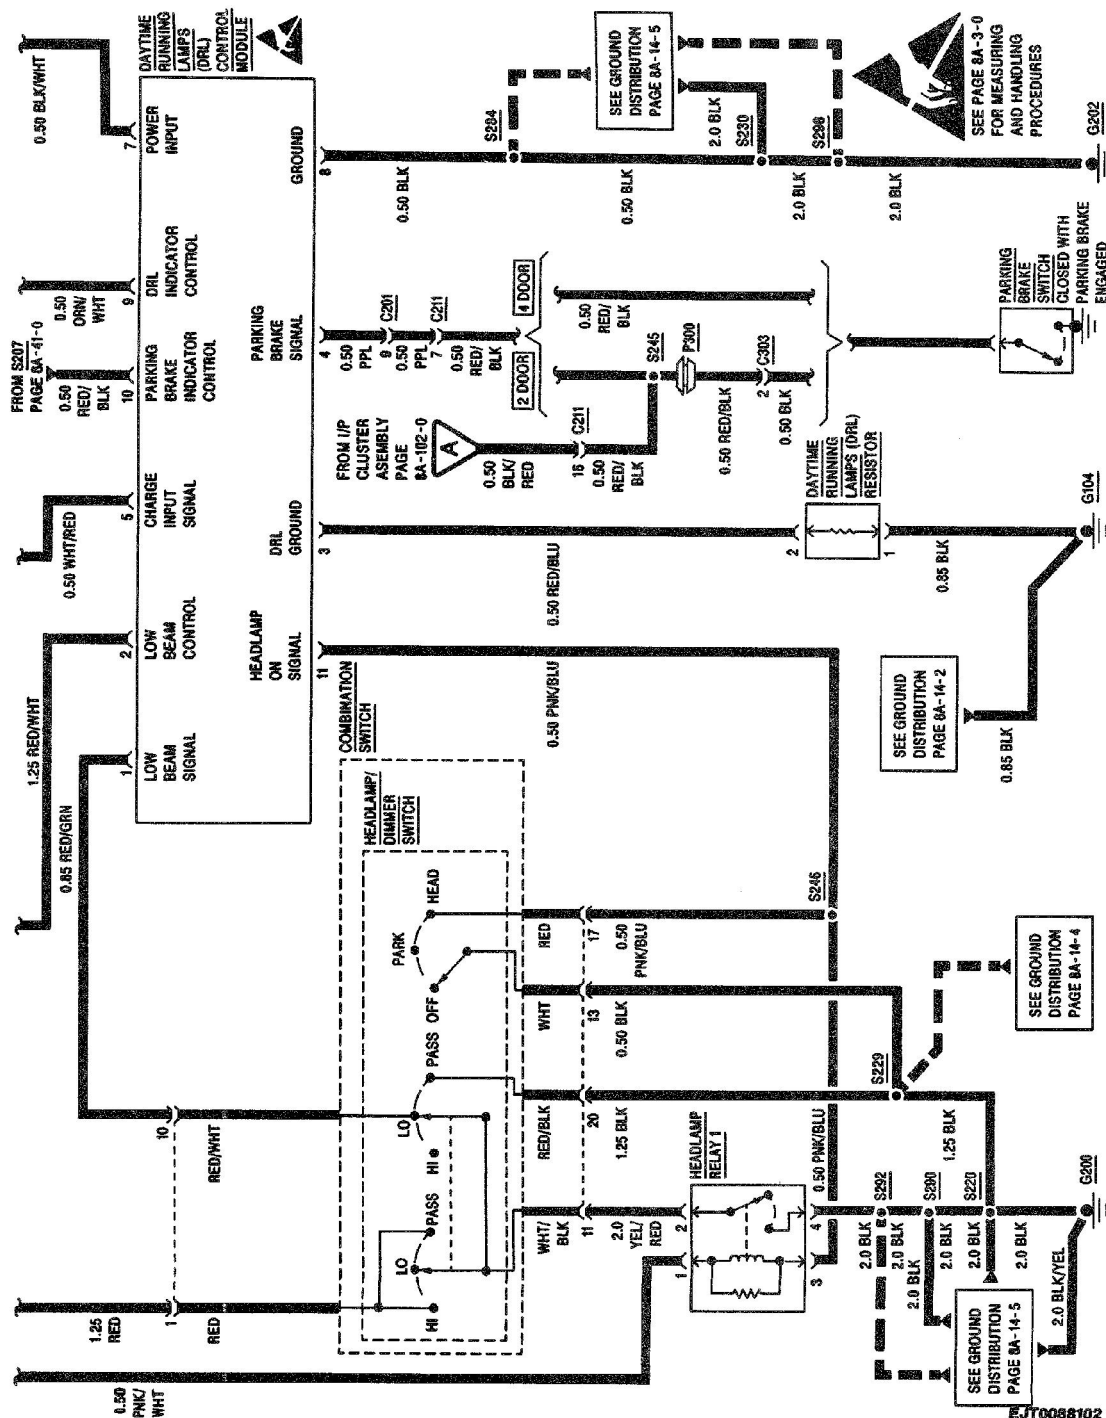 0.50 BLK/WHT
7
POWER
INPUT
DAYTIME
RUNNING
LAMPS
(DRL)
CONTROL
MODULE
0.50
ORN/
WHT
9
DRL
INDICATOR
CONTROL
FROM S207
PAGE 8A-41-0
0.50
RED/
BLK
10
PARKING
BRAKE
INDICATOR
CONTROL
0.50 WHT/RED
5
CHARGE
INPUT
SIGNAL
1.25 RED/WHT
2
LOW
BEAM
CONTROL
0.85 RED/GRN
1
LOW
BEAM
SIGNAL
GROUND
8
PARKING
BRAKE
SIGNAL
4
DRL
GROUND
3
HEADLAMP
ON
SIGNAL
11
0.50 BLK
S284
SEE GROUND
DISTRIBUTION
PAGE 8A-14-5
0.50 BLK
2.0 BLK
S230
2.0 BLK
S296
2.0 BLK
SEE PAGE 8A-3-0
FOR MEASURING
AND HANDLING
PROCEDURES
G202
0.50
PPL
9
C201
0.50
PPL
7
C211
0.50
RED/
BLK
4 DOOR
2 DOOR
0.50
RED/
BLK
S245
P300
0.50 RED/BLK
2
C303
0.50 BLK
FROM I/P
CLUSTER
ASEMBLY
PAGE
8A-102-0
A
0.50
BLK/
RED
16
C211
0.50
RED/
BLK
PARKING
BRAKE
SWITCH
CLOSED WITH
PARKING BRAKE
ENGAGED
0.50 RED/BLU
DAYTIME
RUNNING
LAMPS (DRL)
RESISTOR
2
1
0.85 BLK
G104
SEE GROUND
DISTRIBUTION
PAGE 8A-14-2
0.85 BLK
0.50 PNK/BLU
COMBINATION
SWITCH
HEADLAMP/
DIMMER
SWITCH
HEAD
PARK
OFF
PASS
LO
HI
PASS
LO
HI
RED
17
0.50
PNK/BLU
S246
WHT
13
0.50 BLK
RED/BLK
20
1.25 BLK
S229
SEE GROUND
DISTRIBUTION
PAGE 8A-14-4
WHT/
BLK
11
2.0
YEL/
RED
10
RED/WHT
1.25
RED
1
RED
0.50
PNK/
WHT
HEADLAMP
RELAY 1
2
1
4
3
0.50 PNK/BLU
1.25 BLK
2.0 BLK
S292
2.0 BLK
2.0 BLK
S290
2.0 BLK
2.0 BLK
S220
2.0 BLK
2.0 BLK
G200
2.0 BLK/YEL
SEE GROUND
DISTRIBUTION
PAGE 8A-14-5
EJT0088102